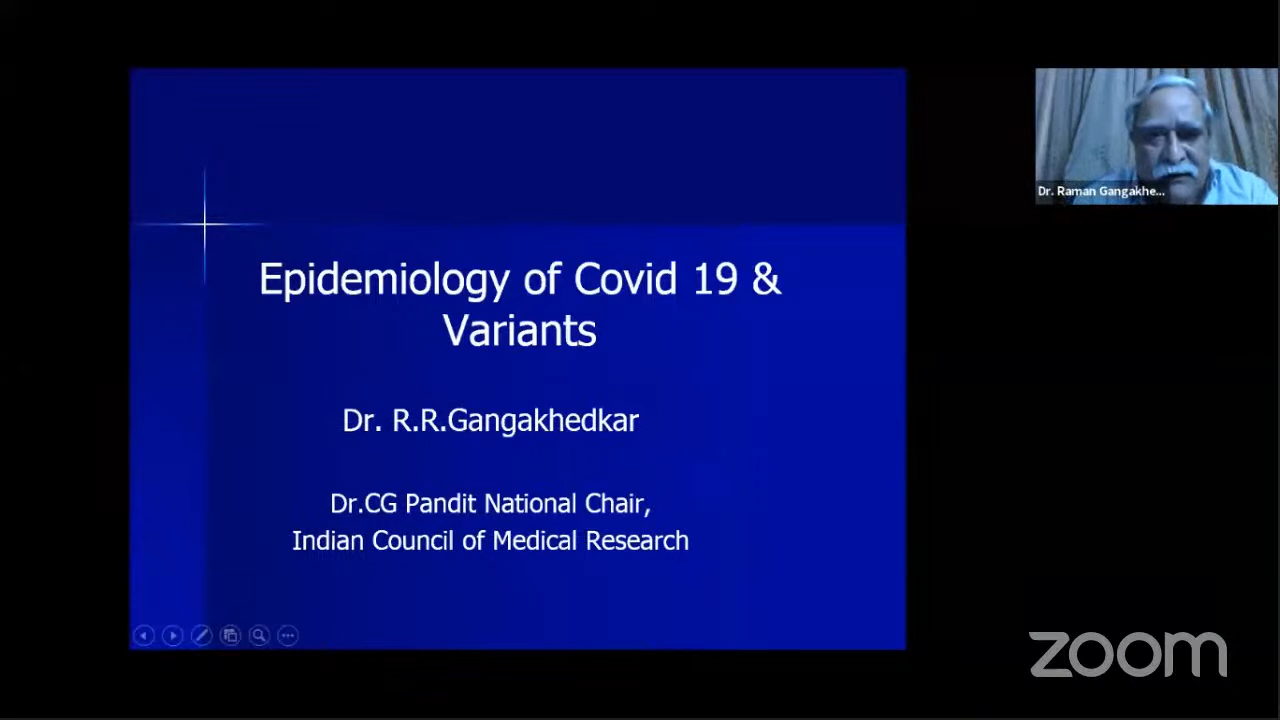 Epidemiology of Covid 19 &
Variants
Dr. R.R.Gangakhedkar
Dr.CG Pandit National Chair,
Indian Council of Medical Research
Dr. Raman Gangakhe...
zoom